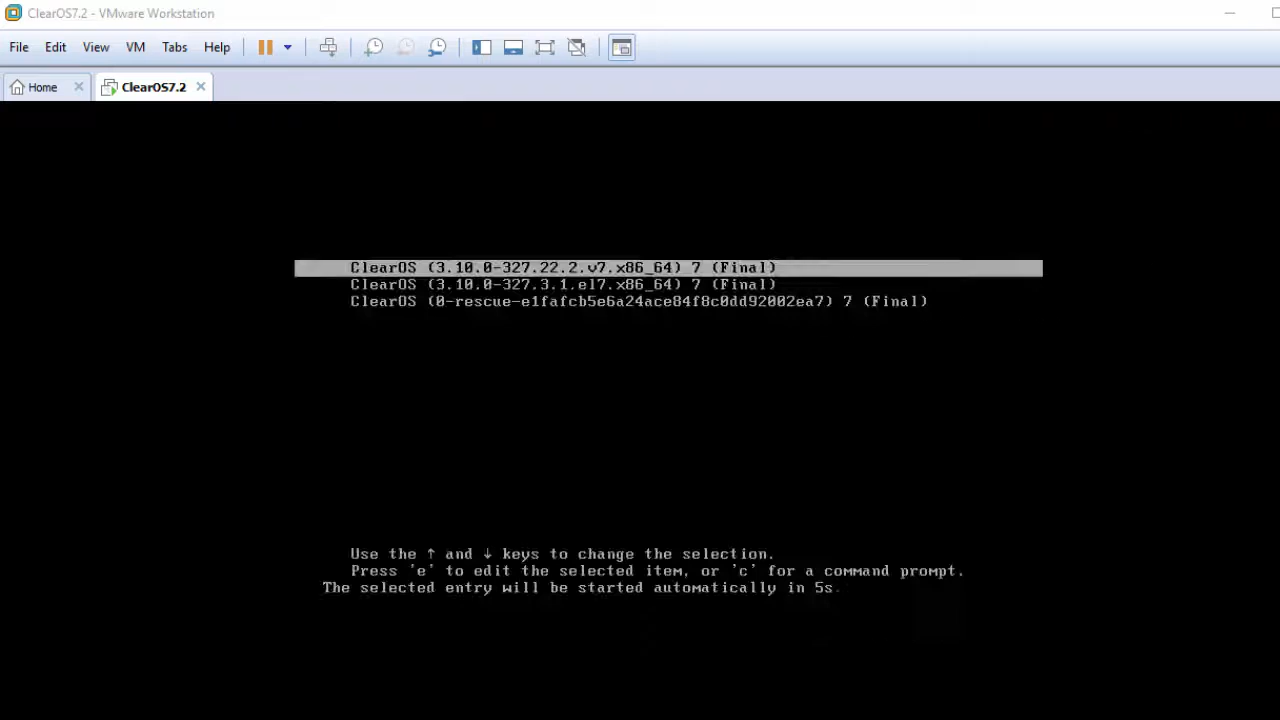 ClearOS7.2 - VMware Workstation
File Edit View VM Tabs Help
Home ClearOS7.2
ClearOS (3.10.0-327.22.2.v7.x86_64) 7 (Final)
ClearOS (3.10.0-327.3.1.el7.x86_64) 7 (Final)
ClearOS (0-rescue-e1fafcb5e6a24ace84f8c0dd92002ea7) 7 (Final)
Use the ↑ and ↓ keys to change the selection.
Press 'e' to edit the selected item, or 'c' for a command prompt.
The selected entry will be started automatically in 5s.